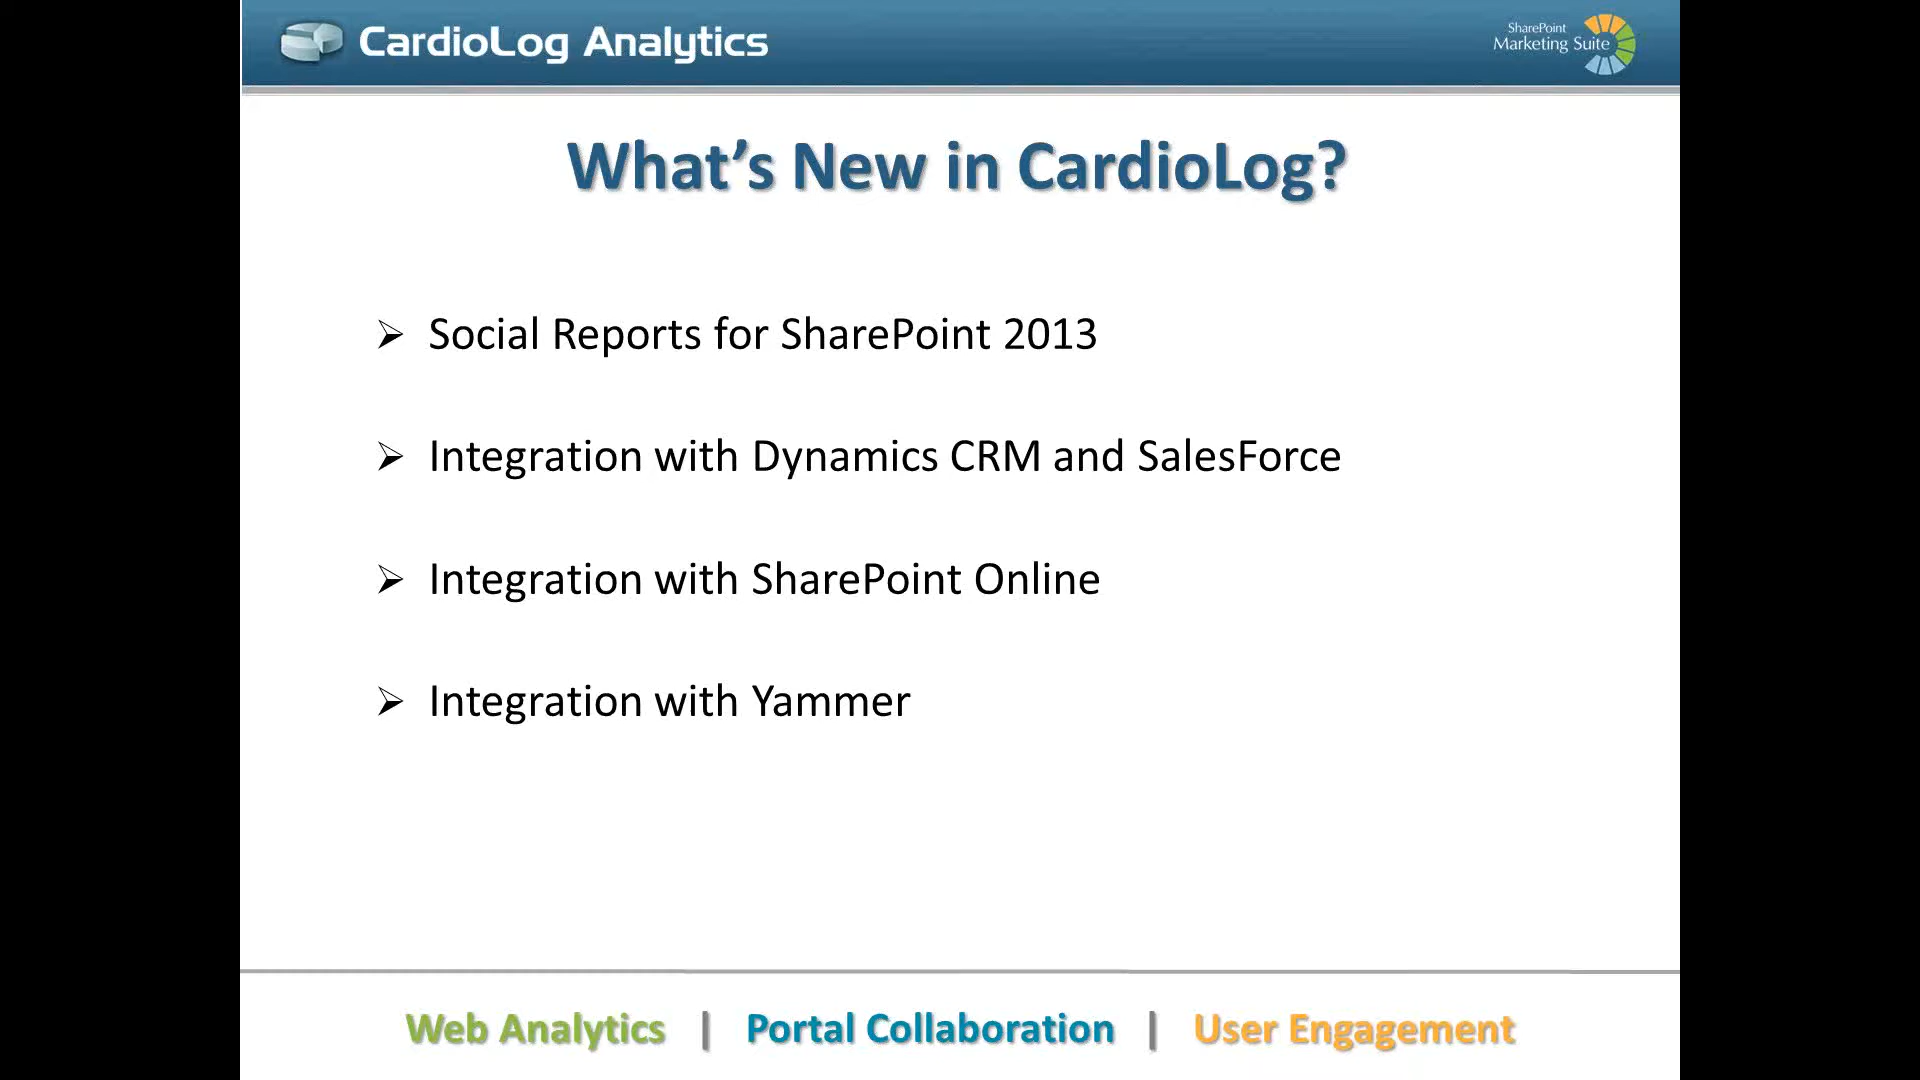 CardioLog Analytics
SharePoint
Marketing Suite
What’s New in CardioLog?
➢ Social Reports for SharePoint 2013
➢ Integration with Dynamics CRM and SalesForce
➢ Integration with SharePoint Online
➢ Integration with Yammer
Web Analytics | Portal Collaboration | User Engagement